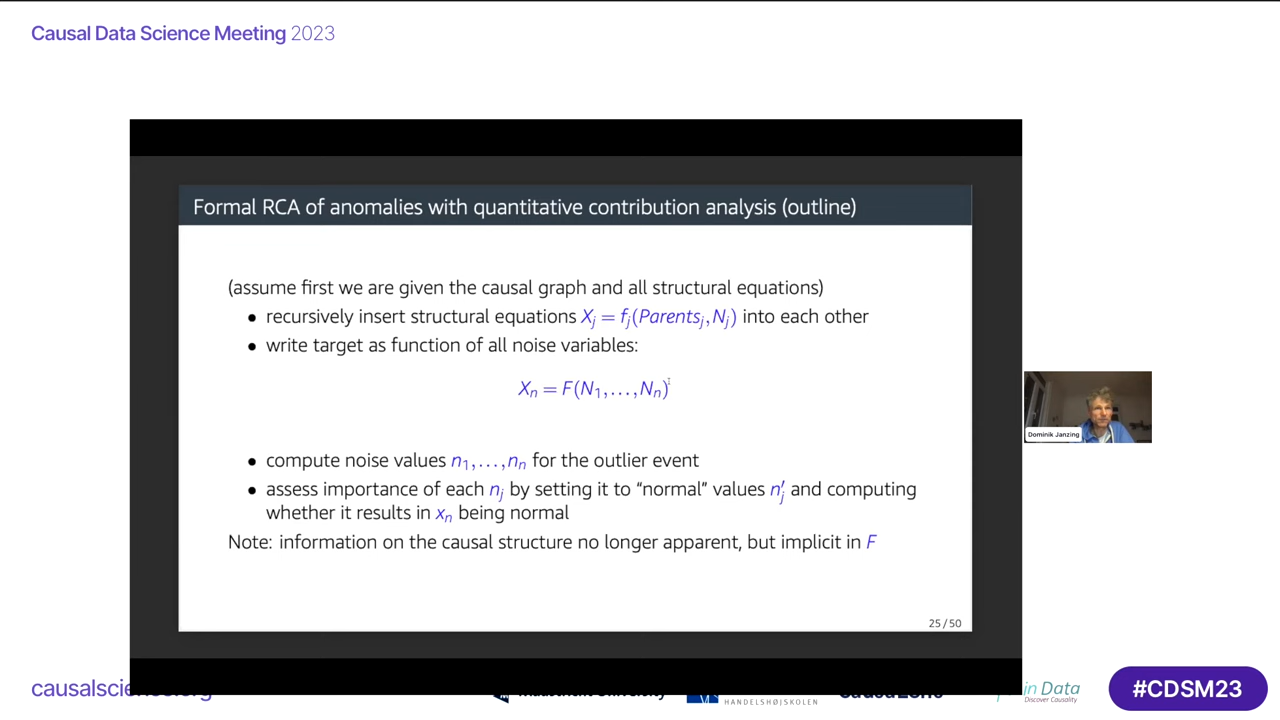 Causal Data Science Meeting 2023
Formal RCA of anomalies with quantitative contribution analysis (outline)
(assume first we are given the causal graph and all structural equations)
• recursively insert structural equations Xj = fj(Parentsj, Nj) into each other
• write target as function of all noise variables:
Xn = F(N1,...,Nn)
• compute noise values n1,...,nn for the outlier event
• assess importance of each nj by setting it to “normal” values n′j and computing
whether it results in xn being normal
Note: information on the causal structure no longer apparent, but implicit in F
25 / 50
Dominik Janzing
HANDELSHØJSKOLEN
in Data
Discover Causality
#CDSM23